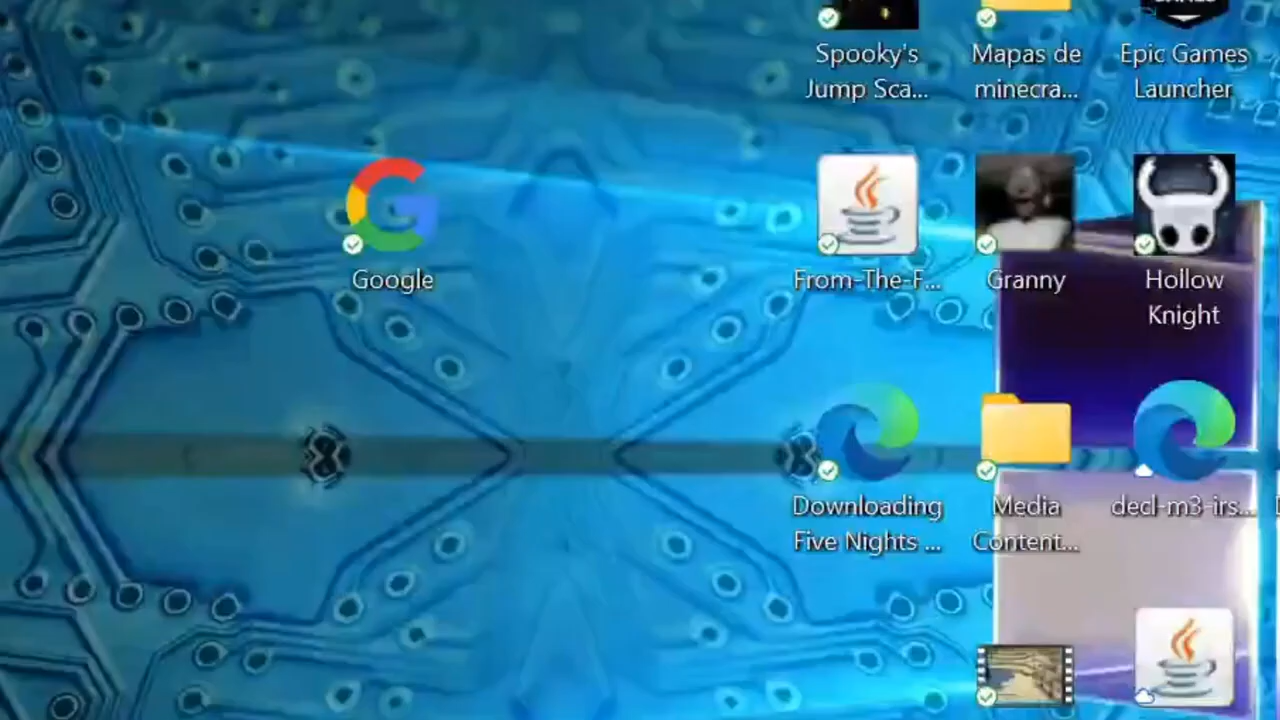 Spooky's
Jump Sca...
Mapas de
minecra...
Epic Games
Launcher
Google
From-The-F...
Granny
Hollow
Knight
Downloading
Five Nights ...
Media
Content...
decl-m3-irs...